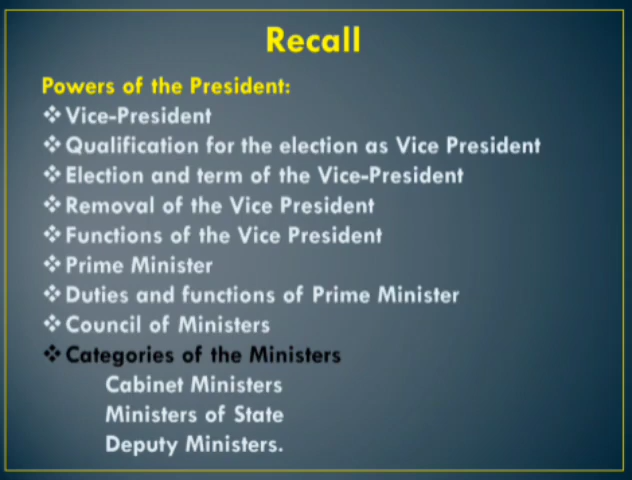 Recall
Powers of the President:
❖Vice-President
❖Qualification for the election as Vice President
❖Election and term of the Vice-President
❖Removal of the Vice President
❖Functions of the Vice President
❖Prime Minister
❖Duties and functions of Prime Minister
❖Council of Ministers
❖Categories of the Ministers
Cabinet Ministers
Ministers of State
Deputy Ministers.